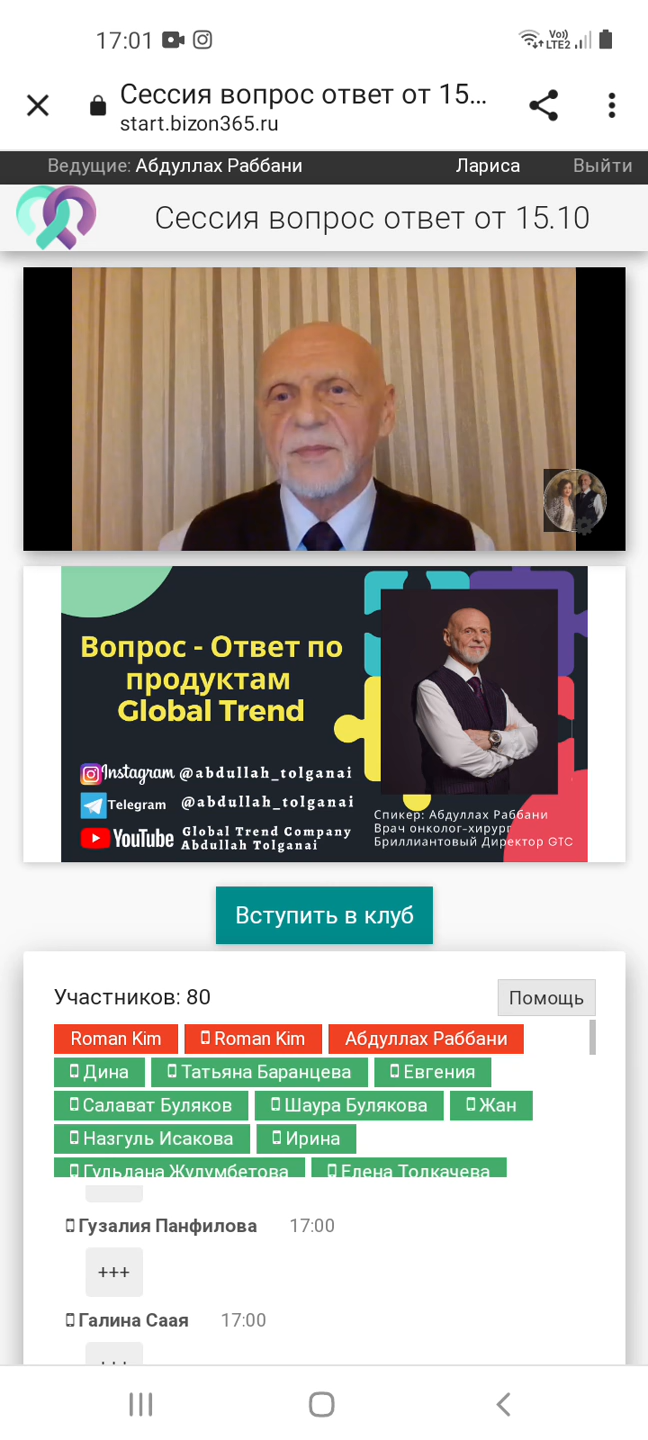 17:01
Vo)) LTE2
Сессия вопрос ответ от 15...
start.bizon365.ru
Ведущие: Абдуллах Раббани Лариса Выйти
Сессия вопрос ответ от 15.10
Вопрос - Ответ по
продуктам
Global Trend
Instagram @abdullah_tolganai
Telegram @abdullah_tolganai
YouTube Global Trend Company
Abdullah Tolganai
Спикер: Абдуллах Раббани
Врач онколог-хирург
Бриллиантовый Директор GTC
Вступить в клуб
Участников: 80 Помощь
Roman Kim Roman Kim Абдуллах Раббани
Дина Татьяна Баранцева Евгения
Салават Буляков Шаура Булякова Жан
Назгуль Исакова Ирина
Гульдана Жулумбетова Елена Толкачева
Гузалия Панфилова 17:00
+++
Галина Саая 17:00
+++